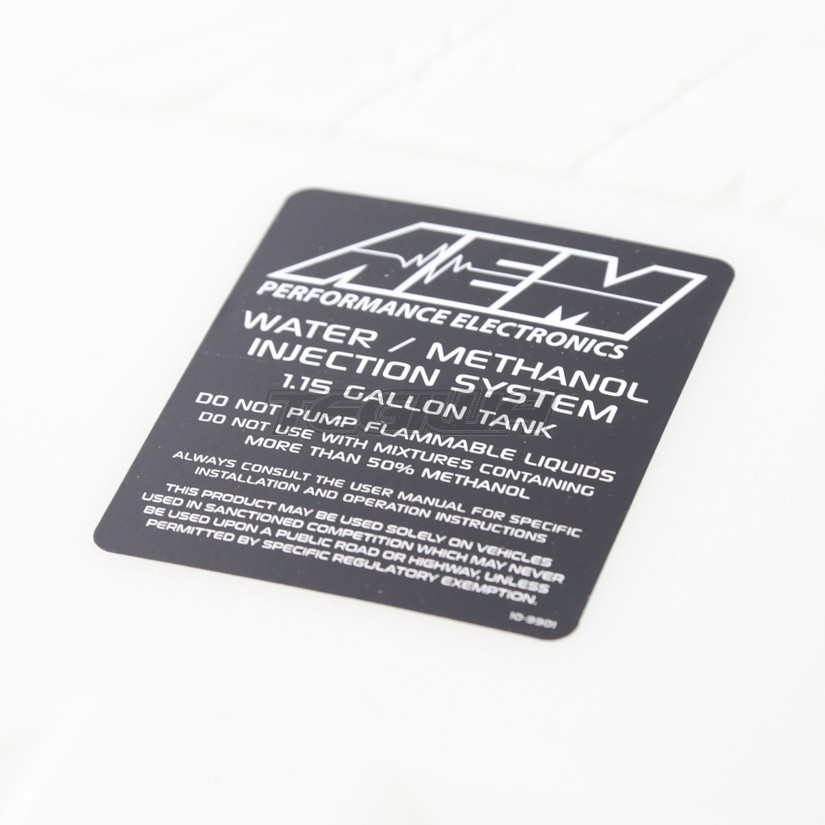 AEM
PERFORMANCE ELECTRONICS
WATER / METHANOL
INJECTION SYSTEM
1.15 GALLON TANK
DO NOT PUMP FLAMMABLE LIQUIDS
DO NOT USE WITH MIXTURES CONTAINING
MORE THAN 50% METHANOL
ALWAYS CONSULT THE USER MANUAL FOR SPECIFIC
INSTALLATION AND OPERATION INSTRUCTIONS
THIS PRODUCT MAY BE USED SOLELY ON VEHICLES
USED IN SANCTIONED COMPETITION WHICH MAY NEVER
BE USED UPON A PUBLIC ROAD OR HIGHWAY, UNLESS
PERMITTED BY SPECIFIC REGULATORY EXEMPTION.
10-9901